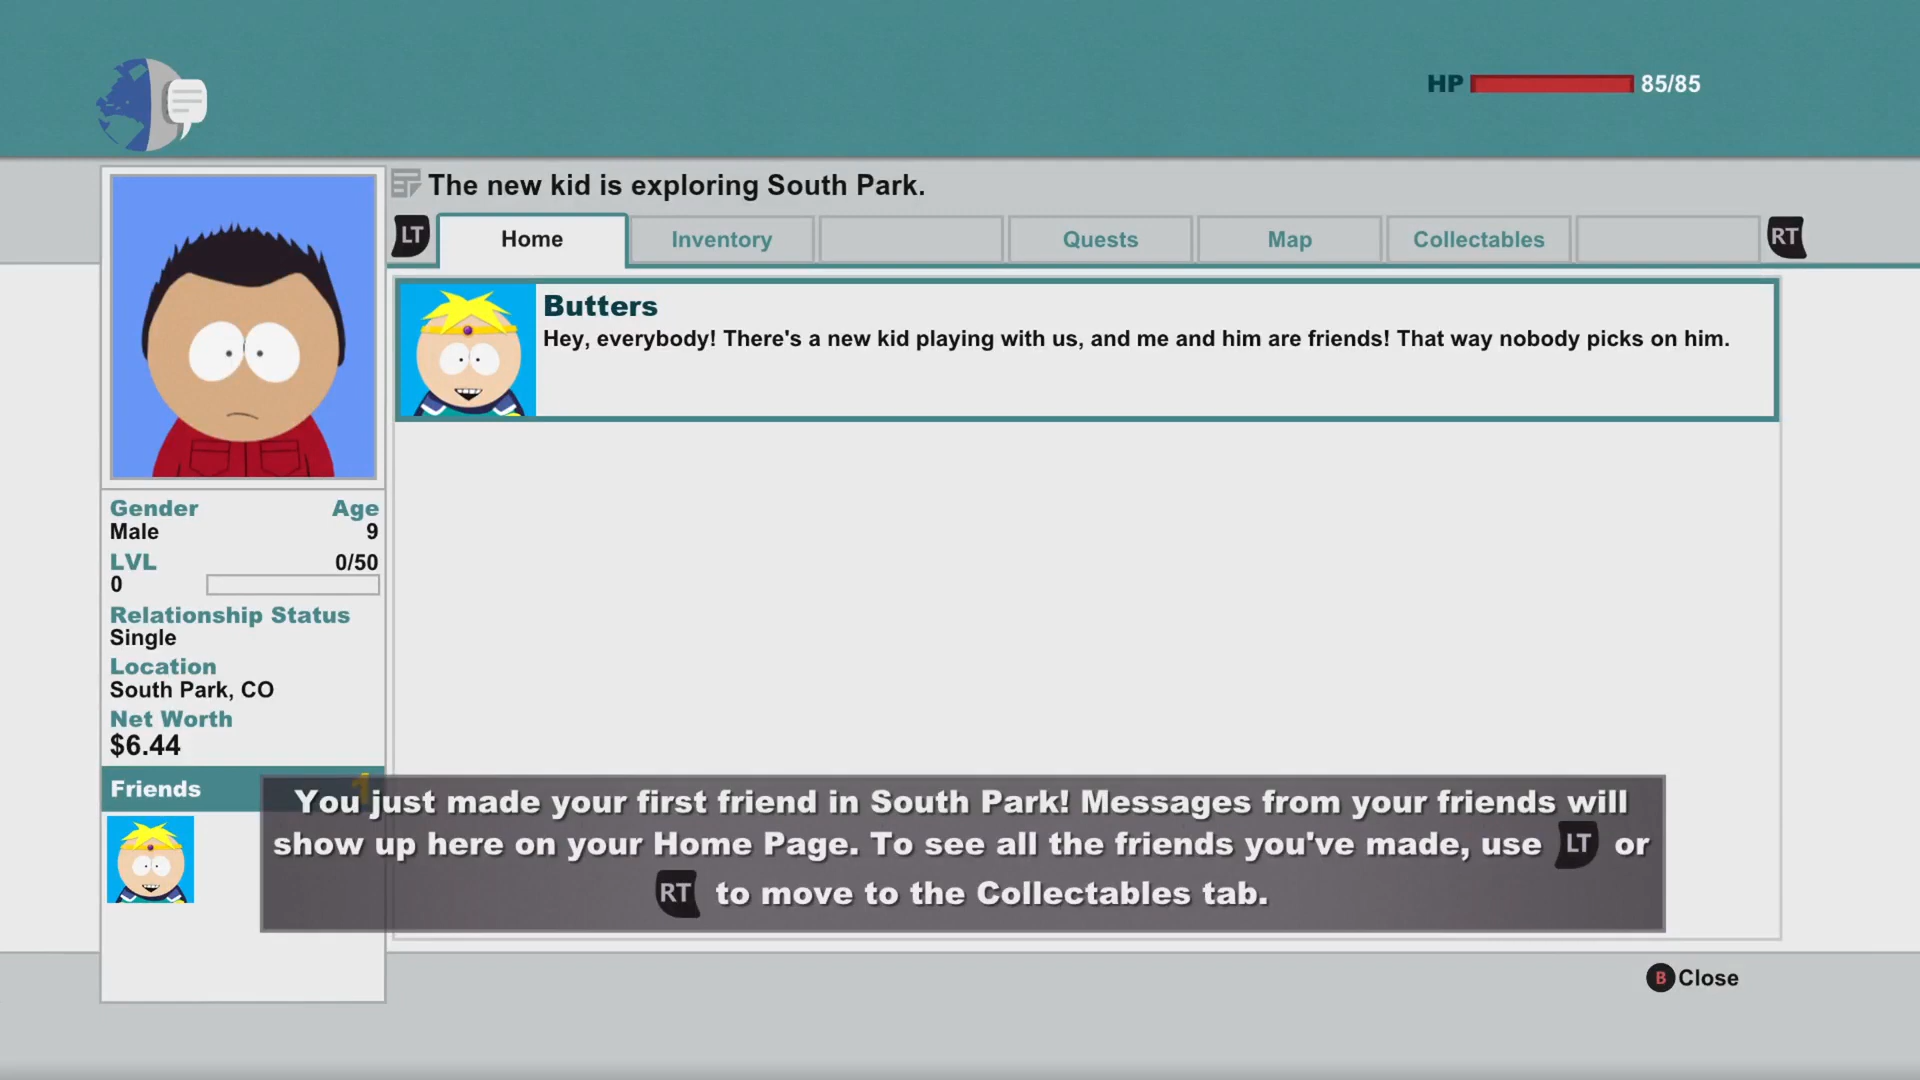 HP 85/85
The new kid is exploring South Park.
LT Home Inventory Quests Map Collectables RT
Butters
Hey, everybody! There's a new kid playing with us, and me and him are friends! That way nobody picks on him.
Gender Age
Male 9
LVL 0/50
0
Relationship Status
Single
Location
South Park, CO
Net Worth
$6.44
Friends 1
You just made your first friend in South Park! Messages from your friends will
show up here on your Home Page. To see all the friends you've made, use LT or
RT to move to the Collectables tab.
B Close